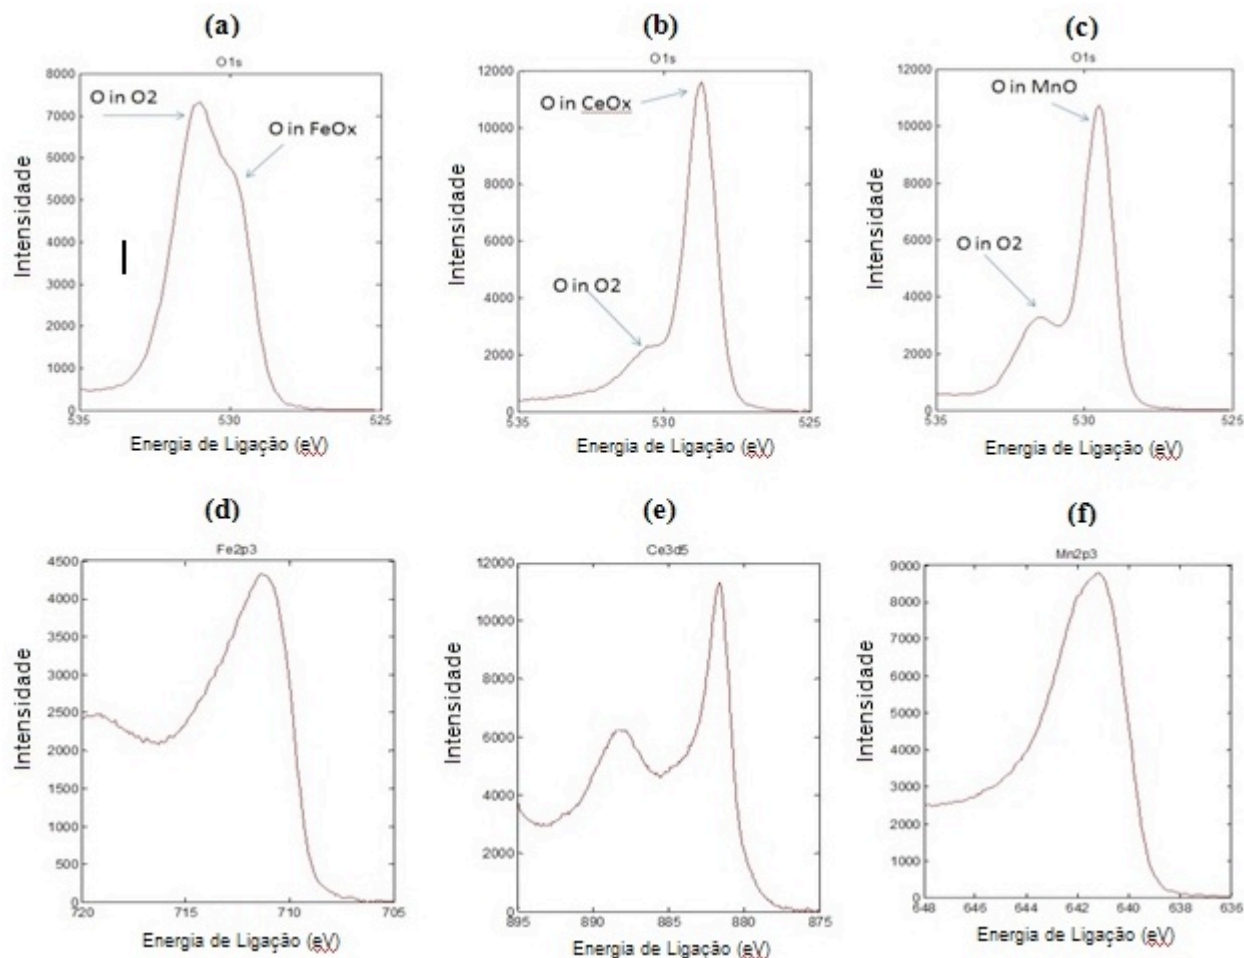 (a)
O1s
8000
7000
6000
5000
4000
3000
2000
1000
0
535
530
525
O in O2
O in FeOx
Intensidade
Energia de Ligação (eV)
(b)
O1s
12000
10000
8000
6000
4000
2000
0
535
530
525
O in CeOx
O in O2
Intensidade
Energia de Ligação (eV)
(c)
O1s
12000
10000
8000
6000
4000
2000
0
535
530
525
O in MnO
O in O2
Intensidade
Energia de Ligação (eV)
(d)
Fe2p3
4500
4000
3500
3000
2500
2000
1500
1000
500
0
720
715
710
705
Intensidade
Energia de Ligação (eV)
(e)
Ce3d5
12000
10000
8000
6000
4000
2000
0
895
890
885
880
875
Intensidade
Energia de Ligação (eV)
(f)
Mn2p3
9000
8000
7000
6000
5000
4000
3000
2000
1000
0
648
646
644
642
640
638
636
Intensidade
Energia de Ligação (eV)